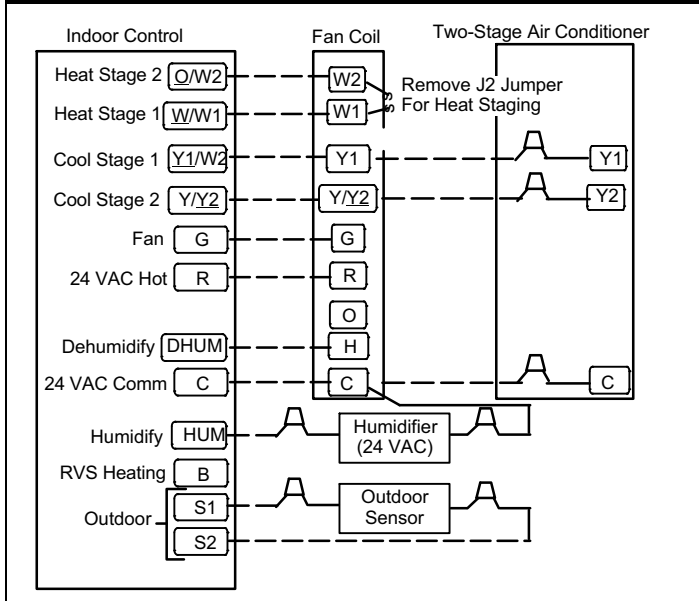 Indoor Control
Fan Coil
Two-Stage Air Conditioner
Heat Stage 2 O/W2
W2
Remove J2 Jumper
For Heat Staging
Heat Stage 1 W/W1
W1
Cool Stage 1 Y1/W2
Y1
Y1
Cool Stage 2 Y/Y2
Y/Y2
Y2
Fan G
G
24 VAC Hot R
R
O
Dehumidify DHUM
H
24 VAC Comm C
C
C
Humidify HUM
Humidifier
(24 VAC)
RVS Heating B
Outdoor
S1
Outdoor
Sensor
S2